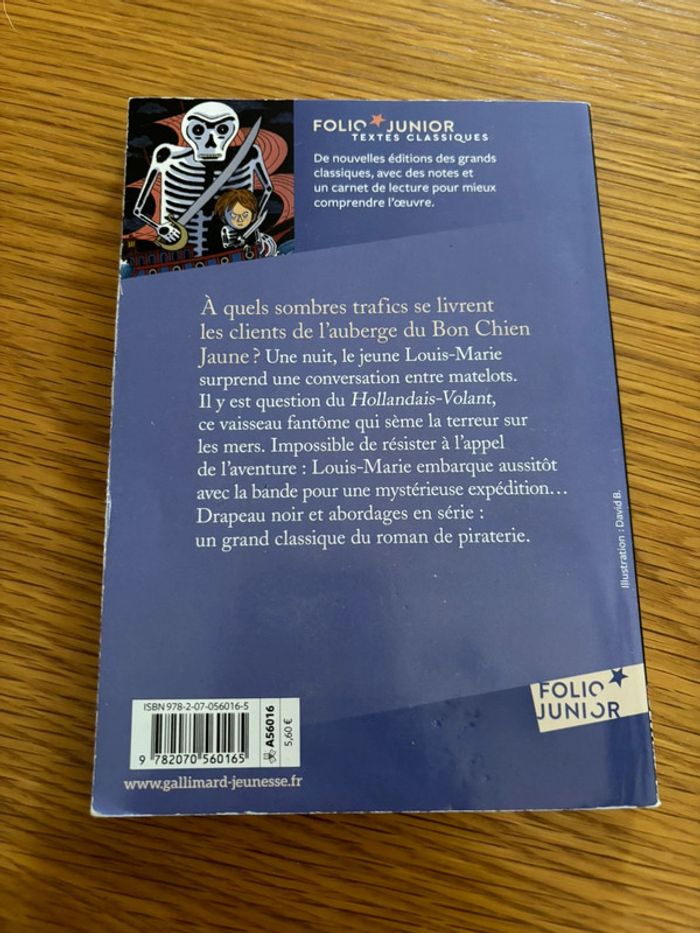 FOLIO JUNIOR
TEXTES CLASSIQUES
De nouvelles éditions des grands
classiques, avec des notes et
un carnet de lecture pour mieux
comprendre l'œuvre.
À quels sombres trafics se livrent
les clients de l'auberge du Bon Chien
Jaune ? Une nuit, le jeune Louis-Marie
surprend une conversation entre matelots.
Il y est question du Hollandais-Volant,
ce vaisseau fantôme qui sème la terreur sur
les mers. Impossible de résister à l'appel
de l'aventure : Louis-Marie embarque aussitôt
avec la bande pour une mystérieuse expédition…
Drapeau noir et abordages en série :
un grand classique du roman de piraterie.
Illustration : David B.
FOLIO
JUNIOR
ISBN 978-2-07-056016-5
9 782070 560165
A56016
5,60 €
www.gallimard-jeunesse.fr